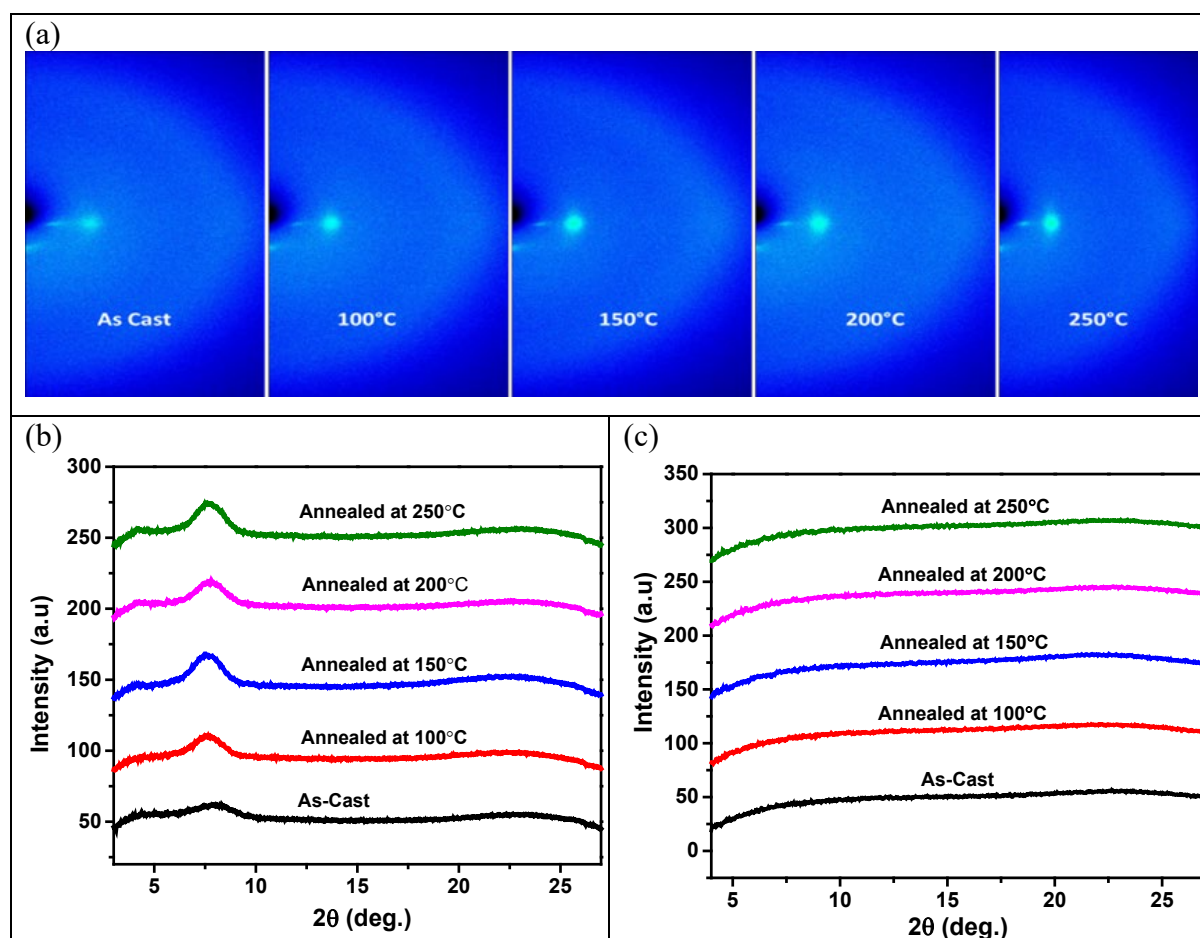 (a)
As Cast
100°C
150°C
200°C
250°C
(b)
300
250
200
150
100
50
Intensity (a.u)
Annealed at 250°C
Annealed at 200°C
Annealed at 150°C
Annealed at 100°C
As-Cast
5
10
15
20
25
2θ (deg.)
(c)
350
300
250
200
150
100
50
0
Intensity (a.u)
Annealed at 250°C
Annealed at 200°C
Annealed at 150°C
Annealed at 100°C
As-Cast
5
10
15
20
25
2θ (deg.)